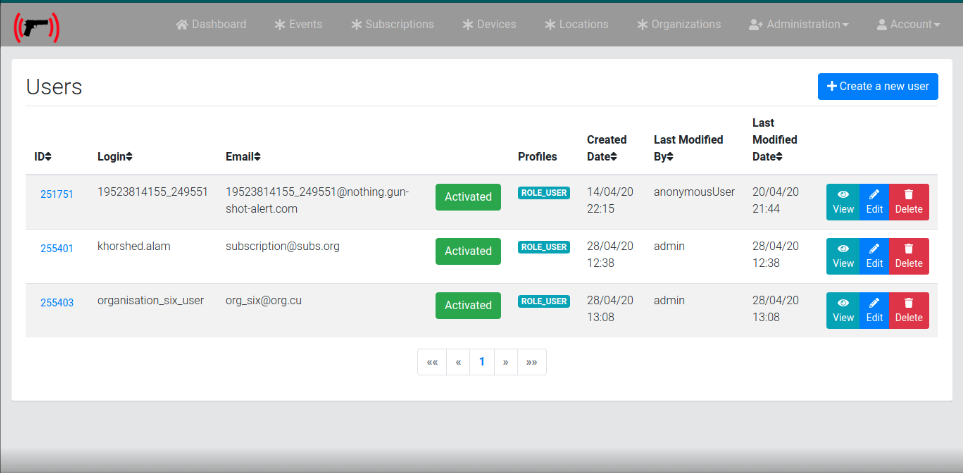 Dashboard Events Subscriptions Devices Locations Organizations Administration Account
Users
Create a new user
ID Login Email Profiles Created Date Last Modified By Last Modified Date
251751 19523814155_249551 19523814155_249551@nothing.gun-shot-alert.com Activated ROLE_USER 14/04/20 22:15 anonymousUser 20/04/20 21:44 View Edit Delete
255401 khorshed.alam subscription@subs.org Activated ROLE_USER 28/04/20 12:38 admin 28/04/20 12:38 View Edit Delete
255403 organisation_six_user org_six@org.cu Activated ROLE_USER 28/04/20 13:08 admin 28/04/20 13:08 View Edit Delete
«« « 1 » »»